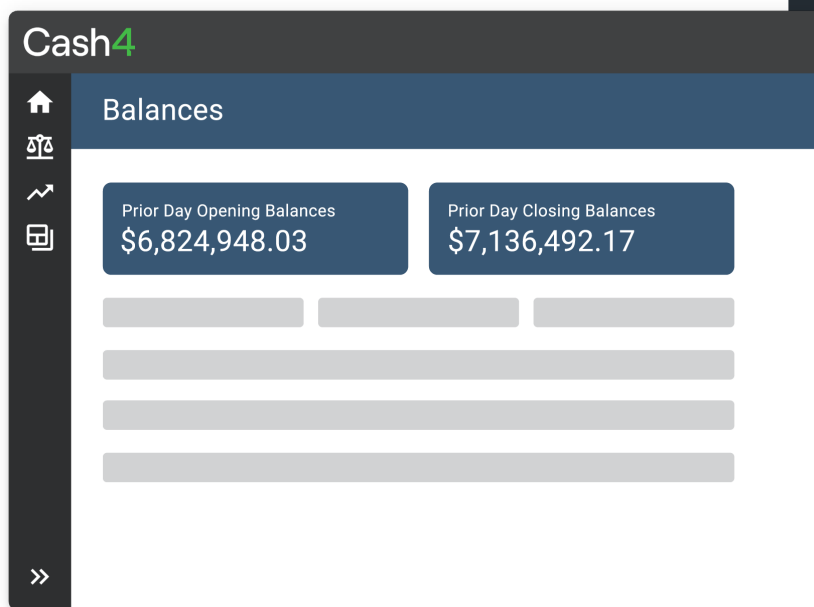 Cash4
Balances
Prior Day Opening Balances
$6,824,948.03
Prior Day Closing Balances
$7,136,492.17